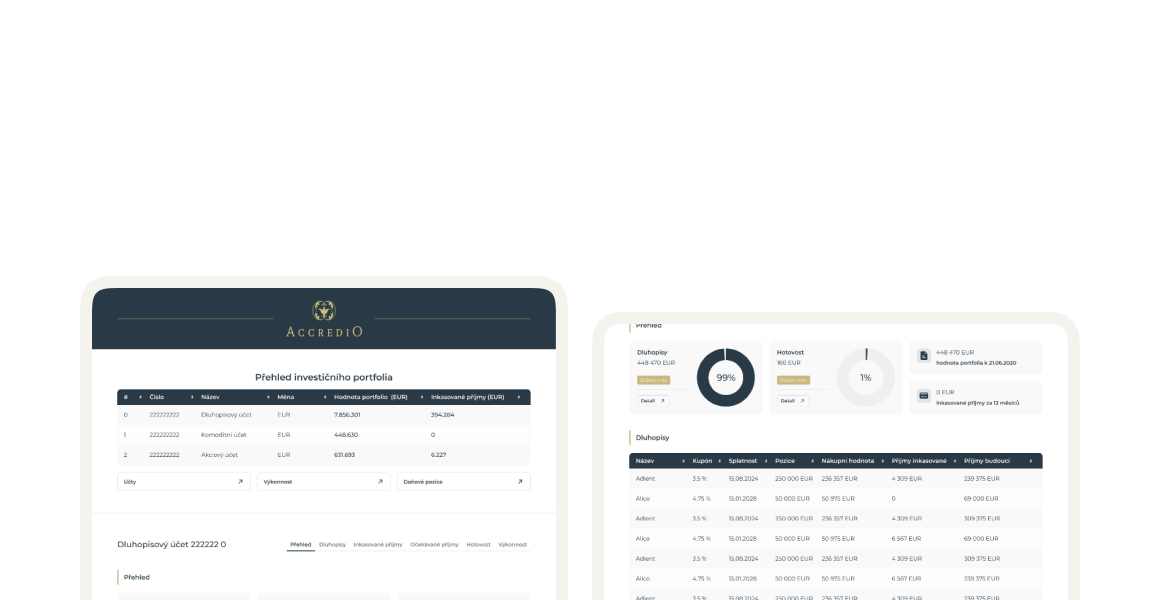 ACCREDIO
Přehled investičního portfolia
# Číslo Název Měna Hodnota portfolio (EUR) Inkasované příjmy (EUR)
0 222222222 Dluhopisový účet EUR 7.856.301 394.284
1 222222222 Komoditní účet EUR 448.630 0
2 222222222 Akciový účet EUR 631.693 6.227
Účty Výkonnost Daňové pozice
Dluhopisový účet 222222 0
Přehled Dluhopisy Inkasované příjmy Očekávané příjmy Hotovost Výkonnost
Přehled
Přehled
Dluhopisy
448 470 EUR
99%
Detail
Hotovost
160 EUR
1%
Detail
448 470 EUR
hodnota portfolia k 21.06.2020
0 EUR
inkasované příjmy za 12 měsíců
Dluhopisy
Název Kupón Splatnost Pozice Nákupní hodnota Příjmy inkasované Příjmy budoucí
Adient 3.5 % 15.08.2024 250 000 EUR 236 357 EUR 4 309 EUR 239 375 EUR
Alice 4.75 % 15.01.2028 50 000 EUR 50 975 EUR 0 69 000 EUR
Adient 3.5 % 15.08.2024 250 000 EUR 236 357 EUR 4 309 EUR 309 375 EUR
Alice 4.75 % 15.01.2028 50 000 EUR 50 975 EUR 6 567 EUR 69 000 EUR
Adient 3.5 % 15.08.2024 250 000 EUR 236 357 EUR 4 309 EUR 309 375 EUR
Alice 4.75 % 15.01.2028 50 000 EUR 50 975 EUR 6 567 EUR 239 375 EUR
Adient 3.5 % 15.08.2024 250 000 EUR 236 357 EUR 4 309 EUR 239 375 EUR